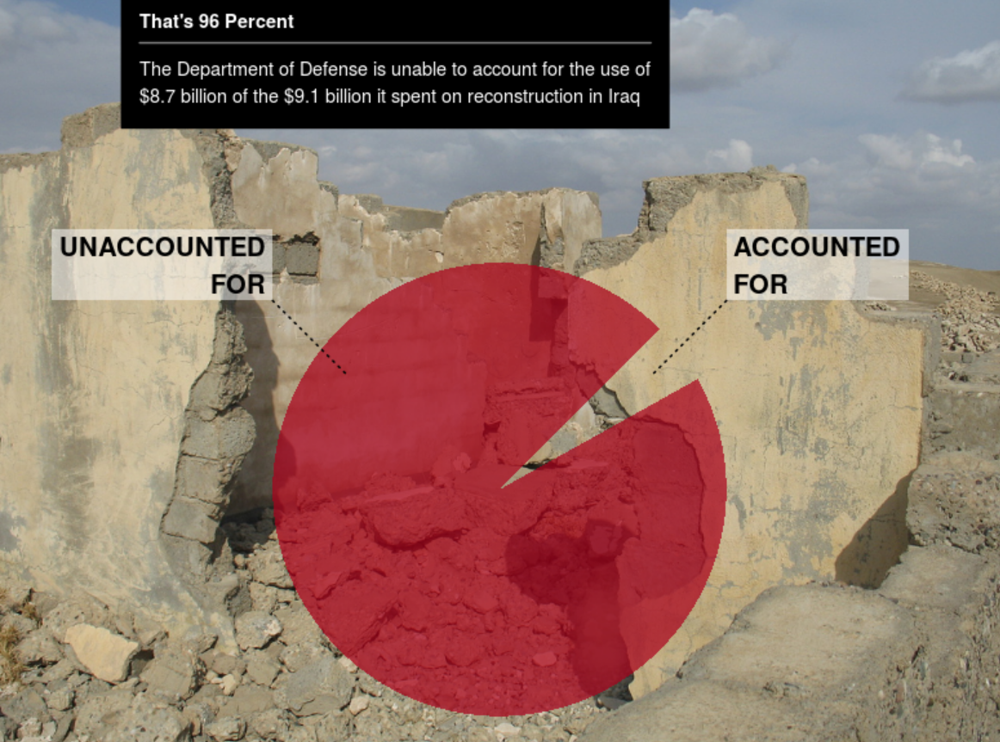 That's 96 Percent
The Department of Defense is unable to account for the use of
$8.7 billion of the $9.1 billion it spent on reconstruction in Iraq
UNACCOUNTED
FOR
ACCOUNTED
FOR